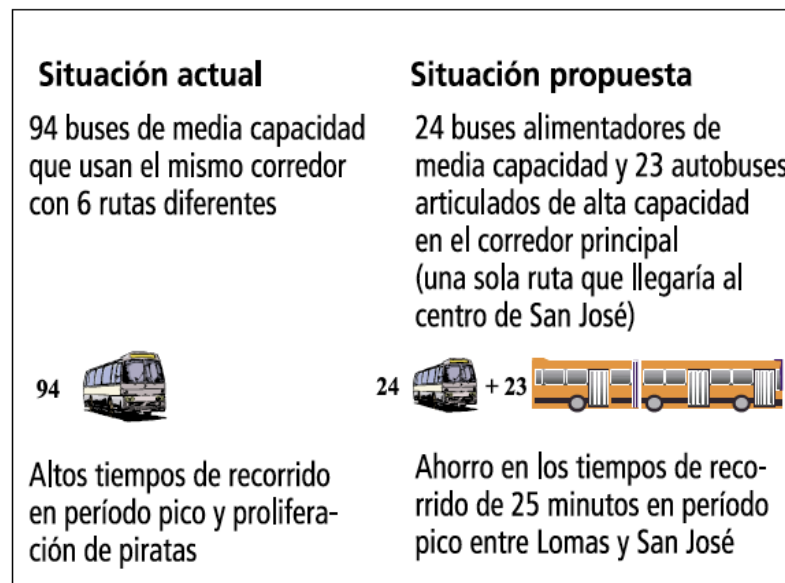 Situación actual
94 buses de media capacidad
que usan el mismo corredor
con 6 rutas diferentes
94
Altos tiempos de recorrido
en período pico y prolifera-
ción de piratas
Situación propuesta
24 buses alimentadores de
media capacidad y 23 autobuses
articulados de alta capacidad
en el corredor principal
(una sola ruta que llegaría al
centro de San José)
24 + 23
Ahorro en los tiempos de reco-
rrido de 25 minutos en período
pico entre Lomas y San José